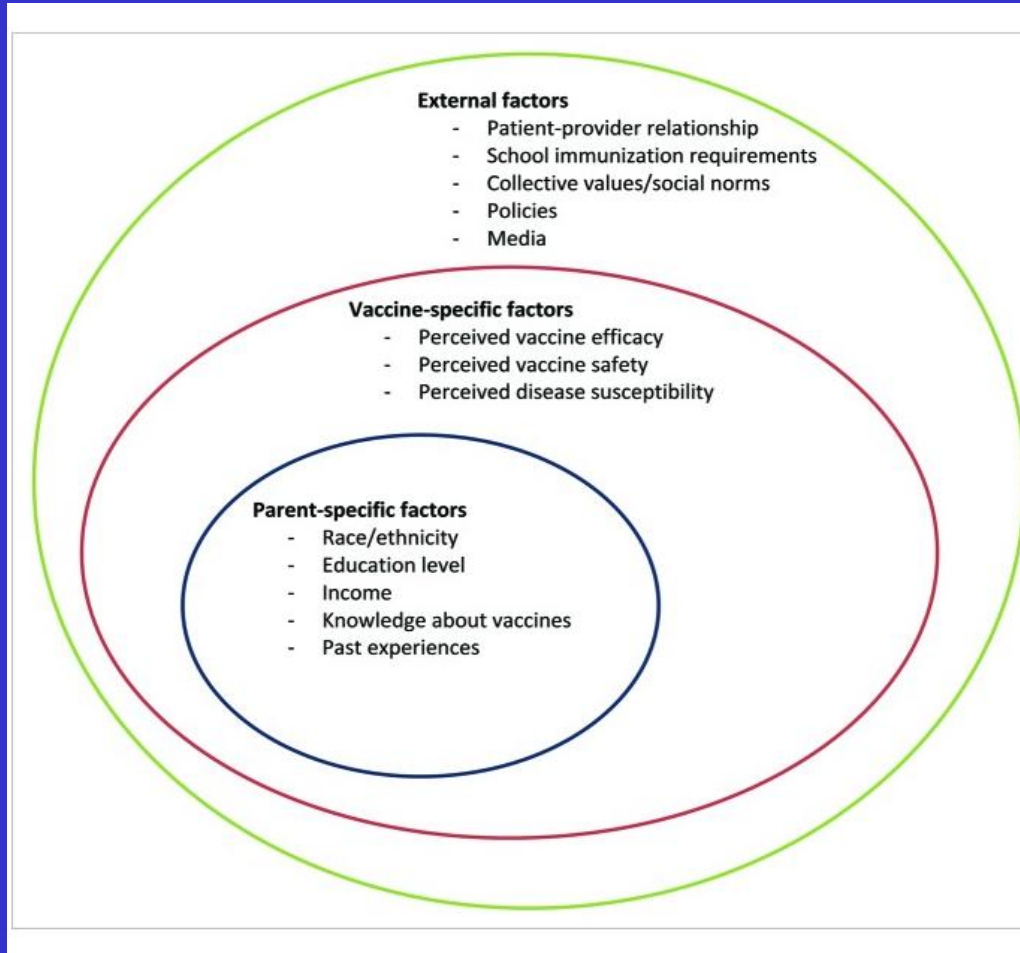 External factors
- Patient-provider relationship
- School immunization requirements
- Collective values/social norms
- Policies
- Media
Vaccine-specific factors
- Perceived vaccine efficacy
- Perceived vaccine safety
- Perceived disease susceptibility
Parent-specific factors
- Race/ethnicity
- Education level
- Income
- Knowledge about vaccines
- Past experiences